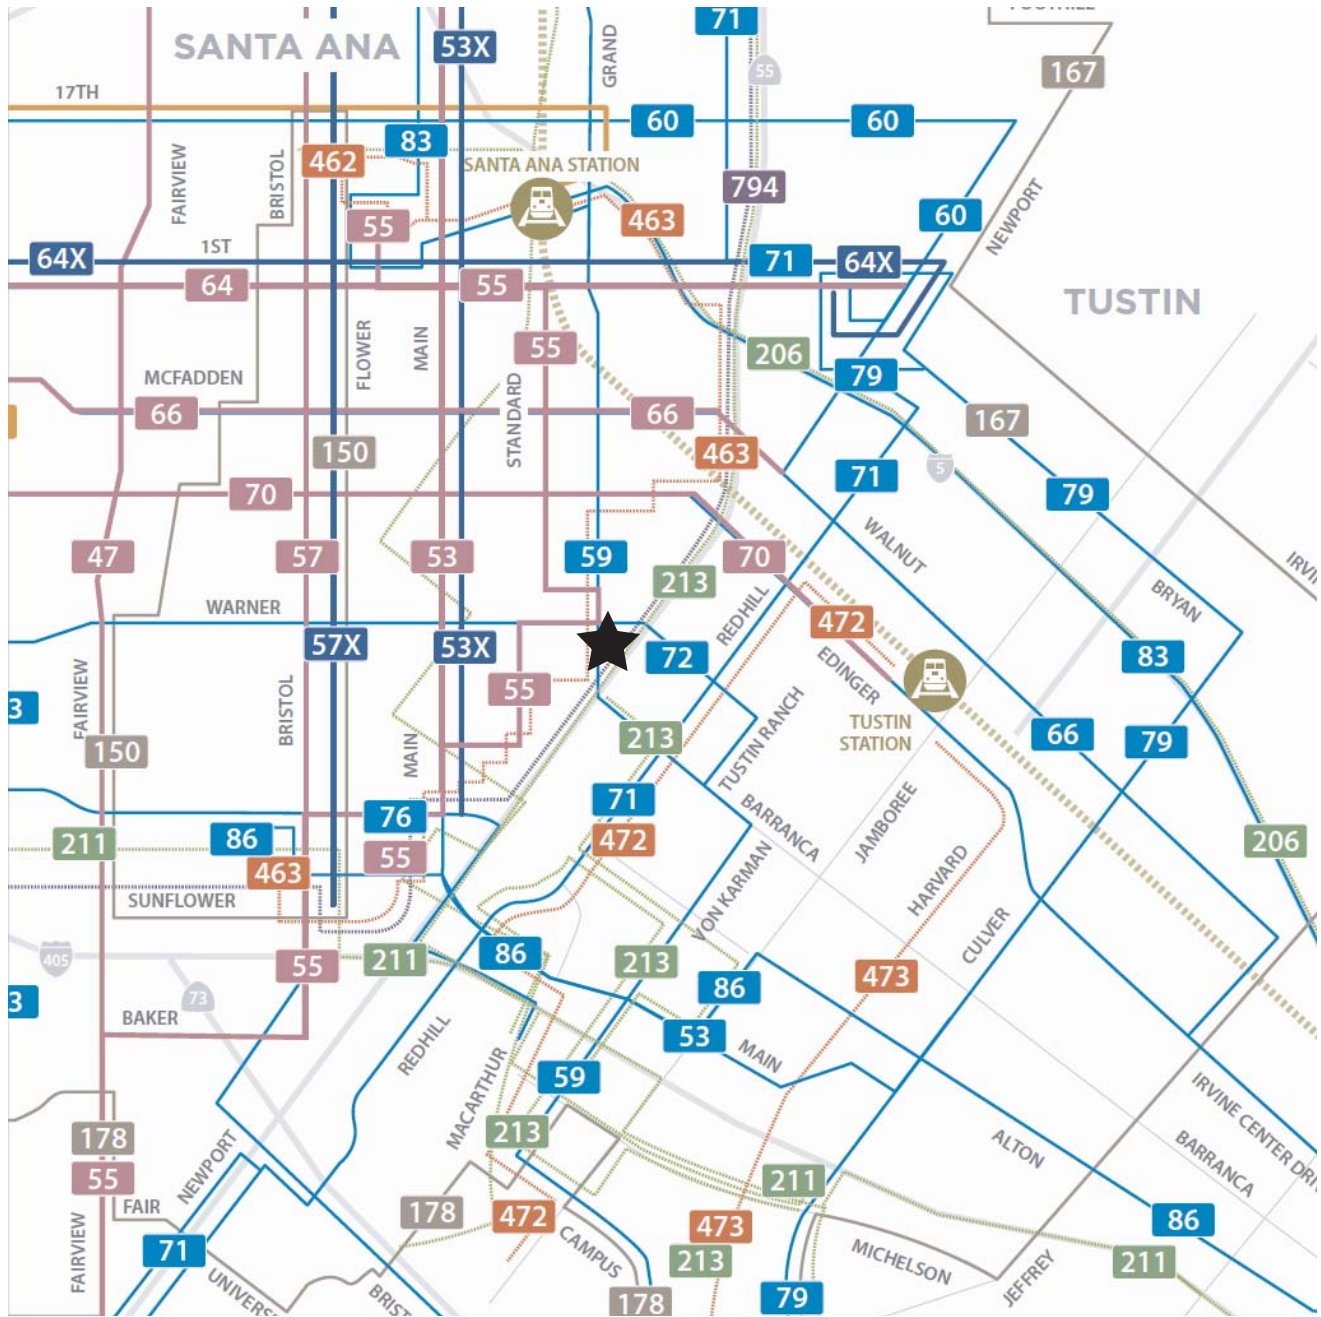 71
FOOTHILL
SANTA ANA
53X
GRAND
55
167
17TH
60
60
83
462
SANTA ANA STATION
FAIRVIEW
BRISTOL
794
55
463
60
NEWPORT
1ST
64X
71
64X
64
55
TUSTIN
FLOWER
MAIN
55
206
MCFADDEN
79
66
STANDARD
66
167
150
463
5
71
70
79
WALNUT
47
57
53
59
70
IRVIN
213
WARNER
REDHILL
BRYAN
472
57X
53X
72
EDINGER
83
FAIRVIEW
BRISTOL
55
TUSTIN RANCH
TUSTIN
STATION
3
150
MAIN
213
66
79
71
BARRANCA
JAMBOREE
76
86
472
206
211
55
463
VON KARMAN
HARVARD
SUNFLOWER
CULVER
405
55
211
86
213
86
473
73
3
BAKER
53
MAIN
REDHILL
MACARTHUR
59
178
213
ALTON
IRVINE CENTER DRI
BARRANCA
55
NEWPORT
211
FAIR
178
472
473
86
FAIRVIEW
71
CAMPUS
213
MICHELSON
211
JEFFREY
UNIVERS
BRIST
178
79